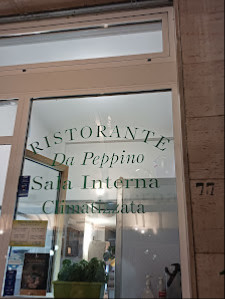 RISTORANTE
Da Peppino
Sala Interna
Climatizzata
77